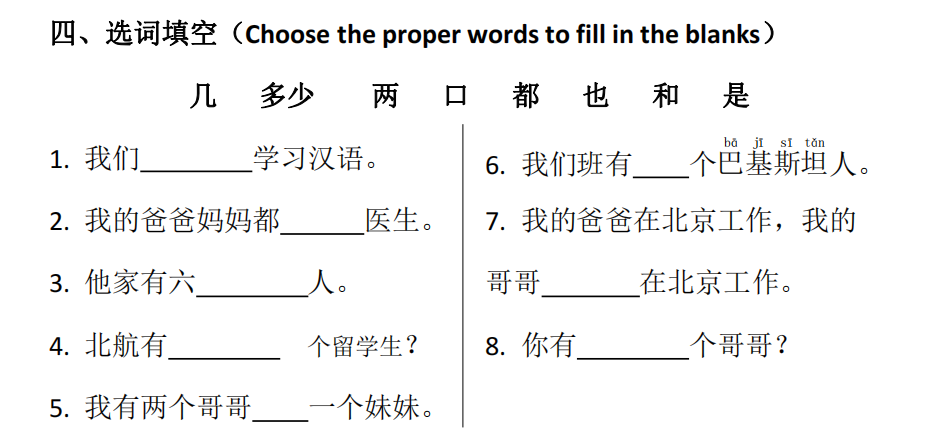 四、选词填空（Choose the proper words to fill in the blanks）
几 多少 两 口 都 也 和 是
1. 我们________学习汉语。
2. 我的爸爸妈妈都______医生。
3. 他家有六________人。
4. 北航有________ 个留学生？
5. 我有两个哥哥____一个妹妹。
bā jī sī tǎn
6. 我们班有____个巴基斯坦人。
7. 我的爸爸在北京工作，我的
哥哥_______在北京工作。
8. 你有________个哥哥？